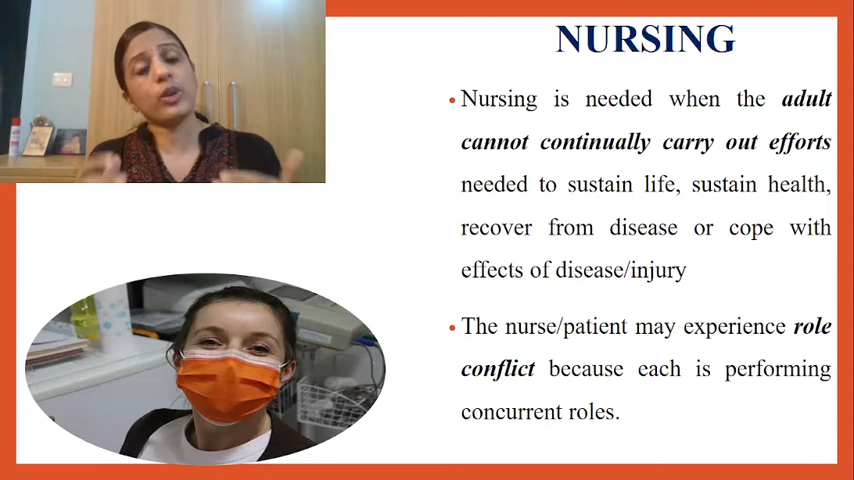 NURSING
• Nursing is needed when the adult
cannot continually carry out efforts
needed to sustain life, sustain health,
recover from disease or cope with
effects of disease/injury
• The nurse/patient may experience role
conflict because each is performing
concurrent roles.